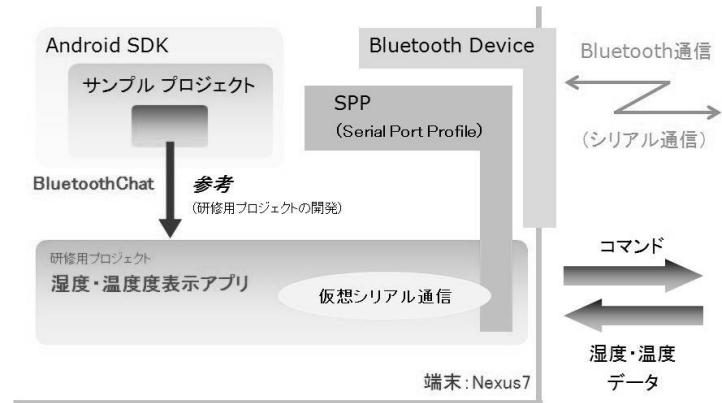 Android SDK
サンプル プロジェクト
BluetoothChat
参考
(研修用プロジェクトの開発)
Bluetooth Device
SPP
(Serial Port Profile)
Bluetooth通信
(シリアル通信)
研修用プロジェクト
湿度・温度度表示アプリ
仮想シリアル通信
コマンド
湿度・温度
データ
端末:Nexus7